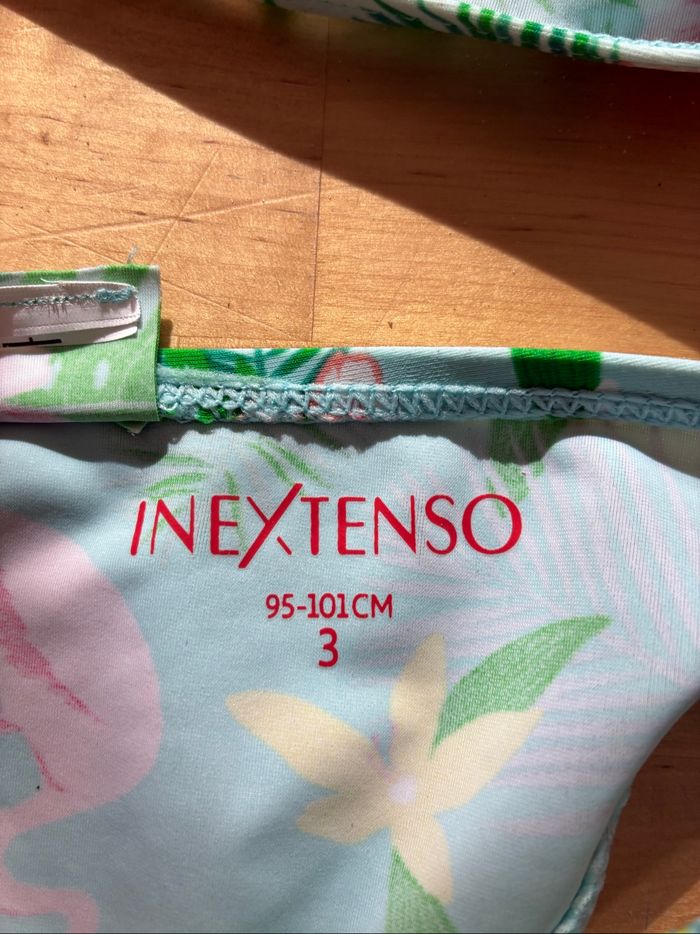 INEXTENSO
95-101CM
3